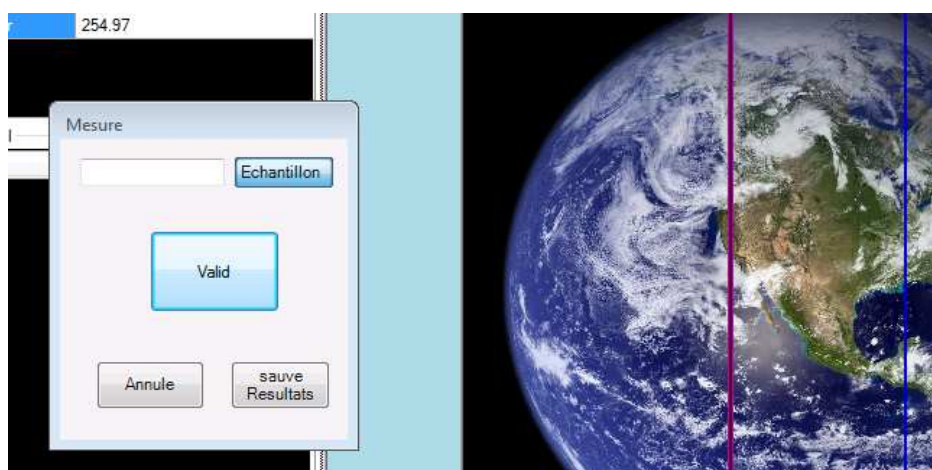 254.97
Mesure
Echantillon
Valid
Annule
sauve
Resultats